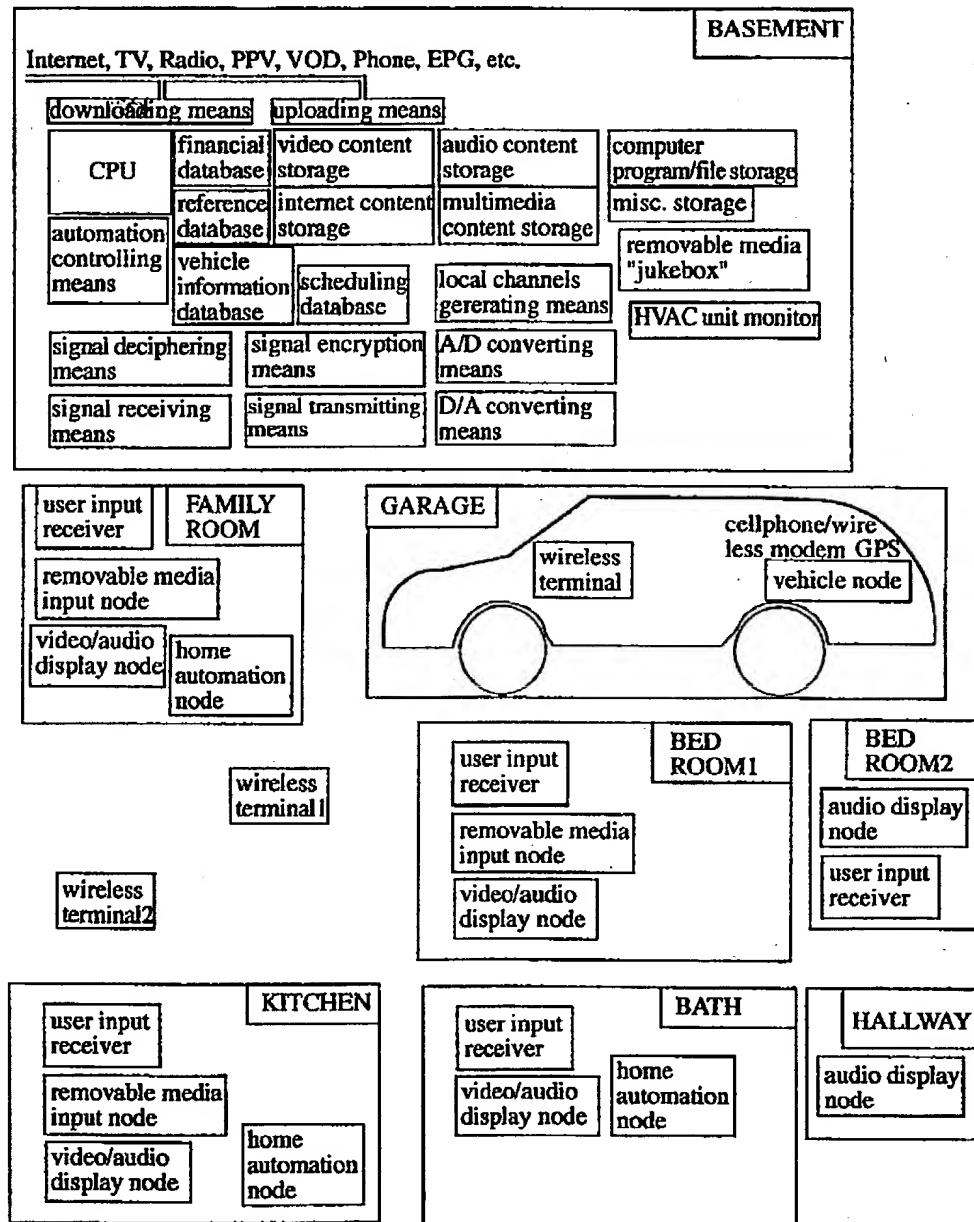 BASEMENT
Internet, TV, Radio, PPV, VOD, Phone, EPG, etc.
downloading means
uploading means
CPU
financial
database
video content
storage
audio content
storage
computer
program/file storage
reference
database
internet content
storage
multimedia
content storage
misc. storage
automation
controlling
means
vehicle
information
database
scheduling
database
local channels
gererating means
removable media
"jukebox"
HVAC unit monitor
signal deciphering
means
signal encryption
means
A/D converting
means
signal receiving
means
signal transmitting
means
D/A converting
means
user input
receiver
FAMILY
ROOM
removable media
input node
video/audio
display node
home
automation
node
GARAGE
wireless
terminal
cellphone/wire
less modem GPS
vehicle node
wireless
terminal1
wireless
terminal2
user input
receiver
BED
ROOM1
removable media
input node
video/audio
display node
BED
ROOM2
audio display
node
user input
receiver
KITCHEN
user input
receiver
removable media
input node
video/audio
display node
home
automation
node
BATH
user input
receiver
video/audio
display node
home
automation
node
HALLWAY
audio display
node